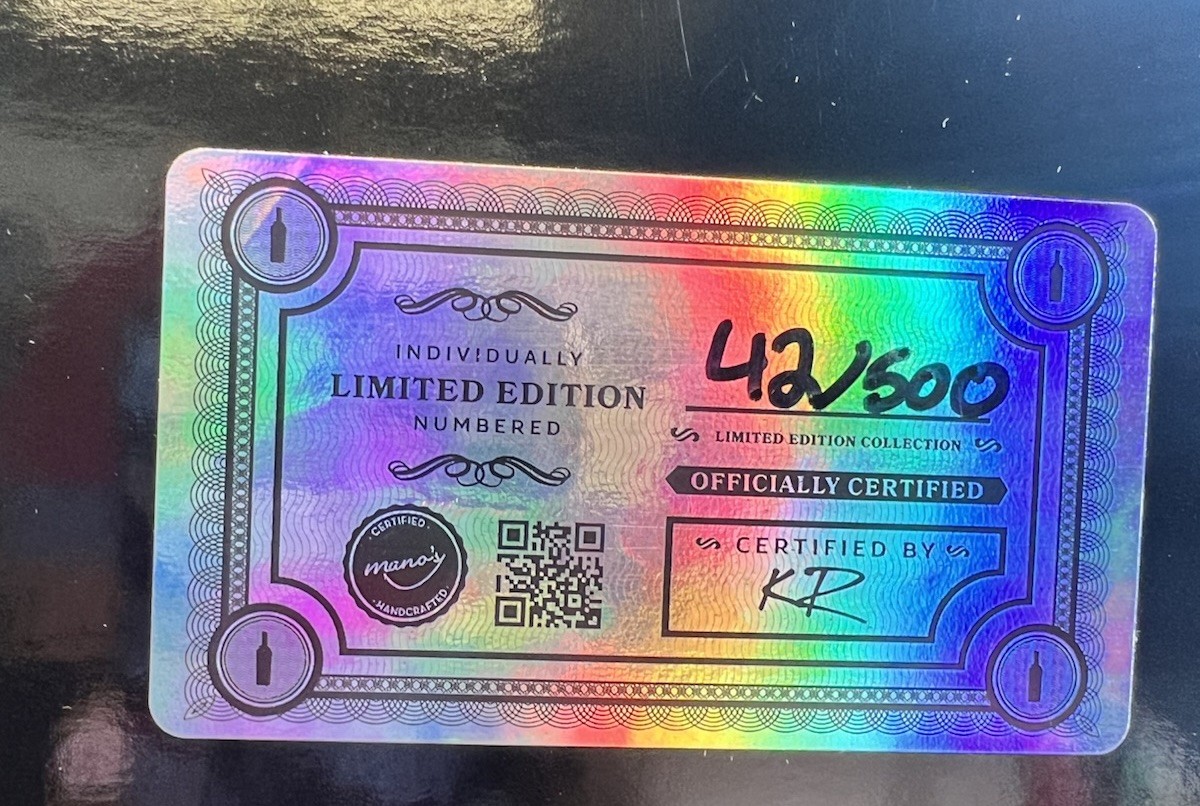 INDIVIDUALLY
LIMITED EDITION
NUMBERED
42/500
LIMITED EDITION COLLECTION
OFFICIALLY CERTIFIED
· CERTIFIED ·
mano's
· HANDCRAFTED ·
CERTIFIED BY
KR